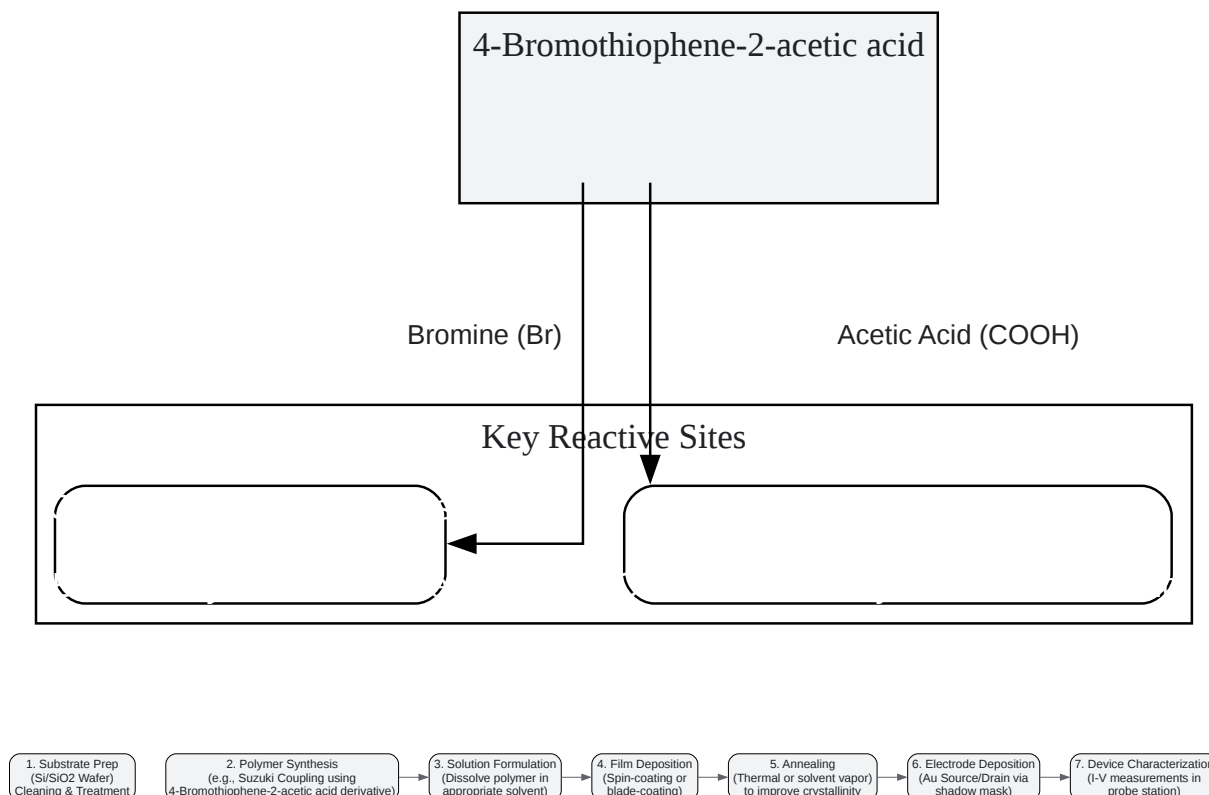 4-Bromothiophene-2-acetic acid
Bromine (Br)
Acetic Acid (COOH)
Key Reactive Sites
1. Substrate Prep
(Si/SiO2 Wafer)
Cleaning & Treatment
2. Polymer Synthesis
(e.g., Suzuki Coupling using
4-Bromothiophene-2-acetic acid derivative)
3. Solution Formulation
(Dissolve polymer in
appropriate solvent)
4. Film Deposition
(Spin-coating or
blade-coating)
5. Annealing
(Thermal or solvent vapor)
to improve crystallinity
6. Electrode Deposition
(Au Source/Drain via
shadow mask)
7. Device Characterization
(I-V measurements in
probe station)